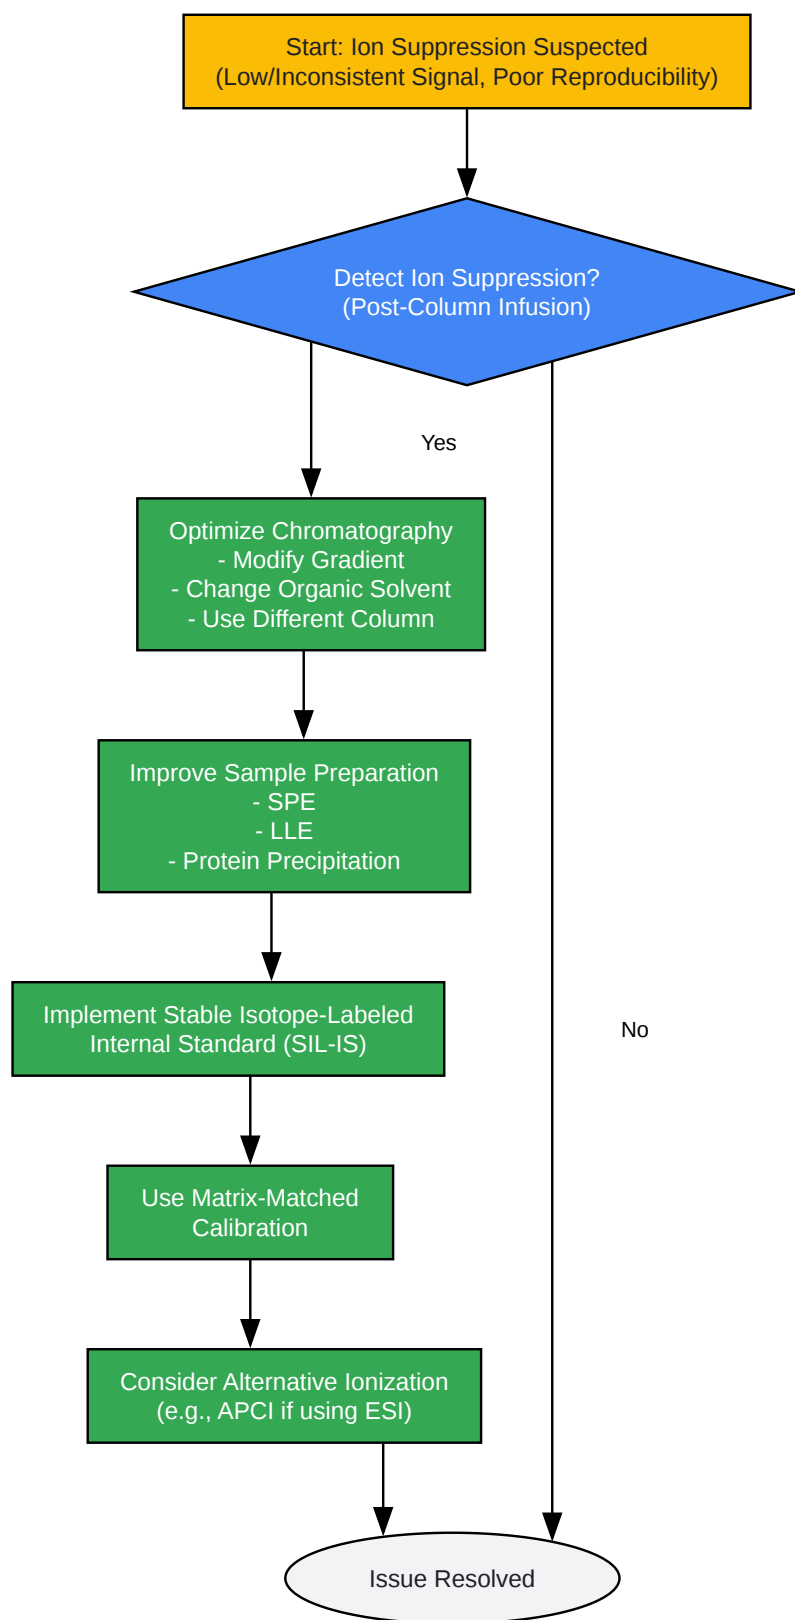 Start: Ion Suppression Suspected
(Low/Inconsistent Signal, Poor Reproducibility)
Detect Ion Suppression?
(Post-Column Infusion)
Yes
Optimize Chromatography
- Modify Gradient
- Change Organic Solvent
- Use Different Column
Improve Sample Preparation
- SPE
- LLE
- Protein Precipitation
Implement Stable Isotope-Labeled
Internal Standard (SIL-IS)
No
Use Matrix-Matched
Calibration
Consider Alternative Ionization
(e.g., APCI if using ESI)
Issue Resolved